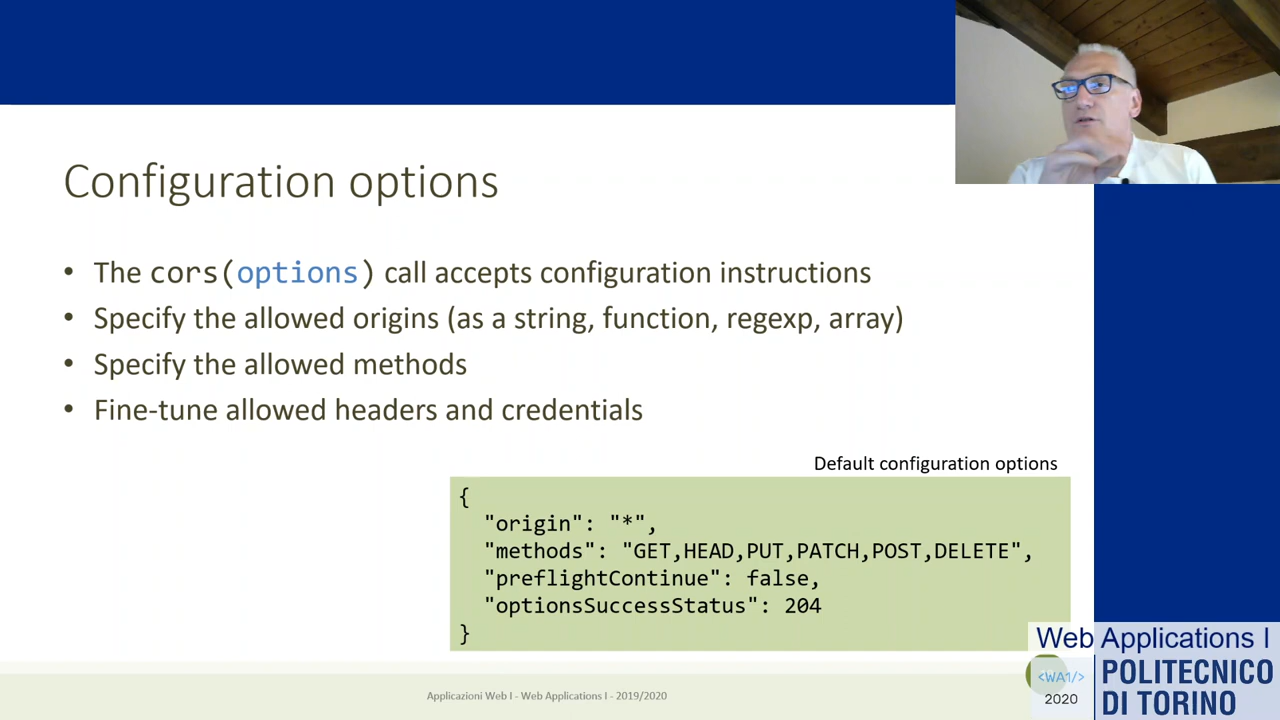 Configuration options
• The cors(options) call accepts configuration instructions
• Specify the allowed origins (as a string, function, regexp, array)
• Specify the allowed methods
• Fine-tune allowed headers and credentials
Default configuration options
{
"origin": "*",
"methods": "GET,HEAD,PUT,PATCH,POST,DELETE",
"preflightContinue": false,
"optionsSuccessStatus": 204
}
Applicazioni Web I - Web Applications I - 2019/2020
Web Applications I
<WA1/>
2020
POLITECNICO
DI TORINO